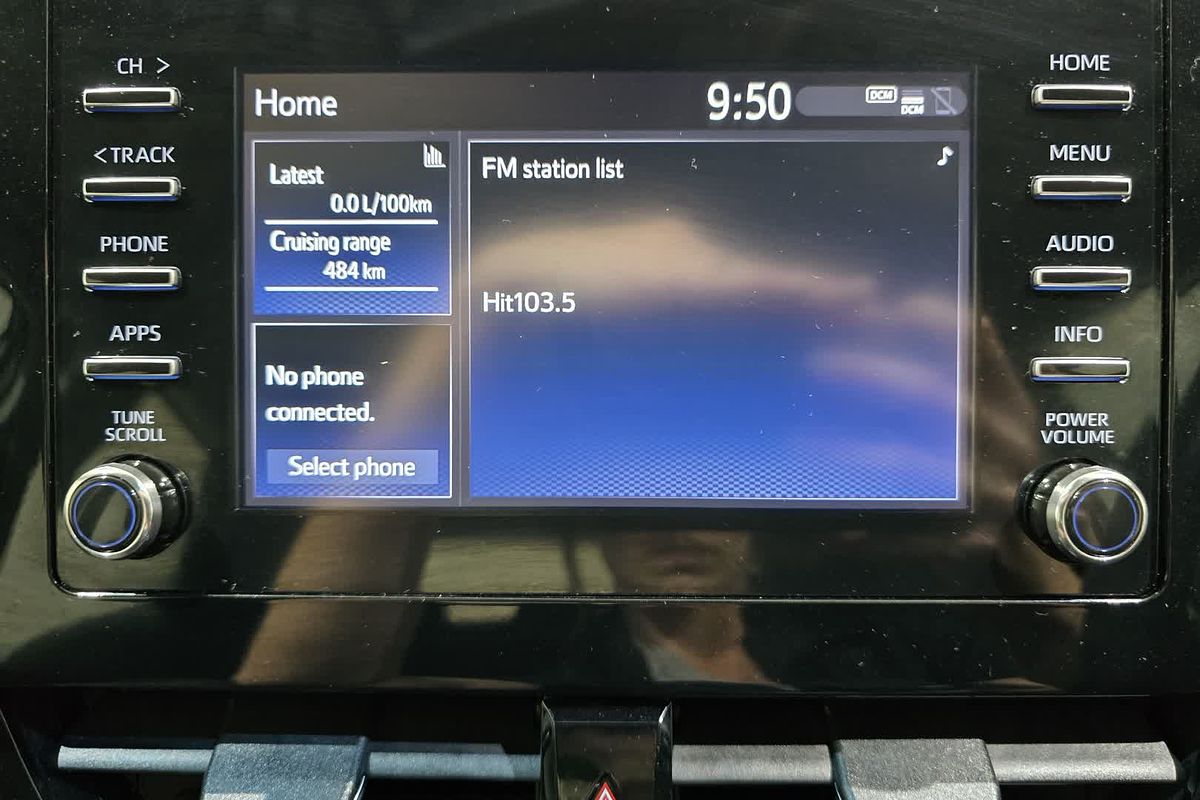 CH >
<TRACK
PHONE
APPS
TUNE
SCROLL
Home
9:50
DCM
DCM
Latest
0.0 L/100km
Cruising range
484 km
No phone
connected.
Select phone
FM station list
Hit103.5
HOME
MENU
AUDIO
INFO
POWER
VOLUME